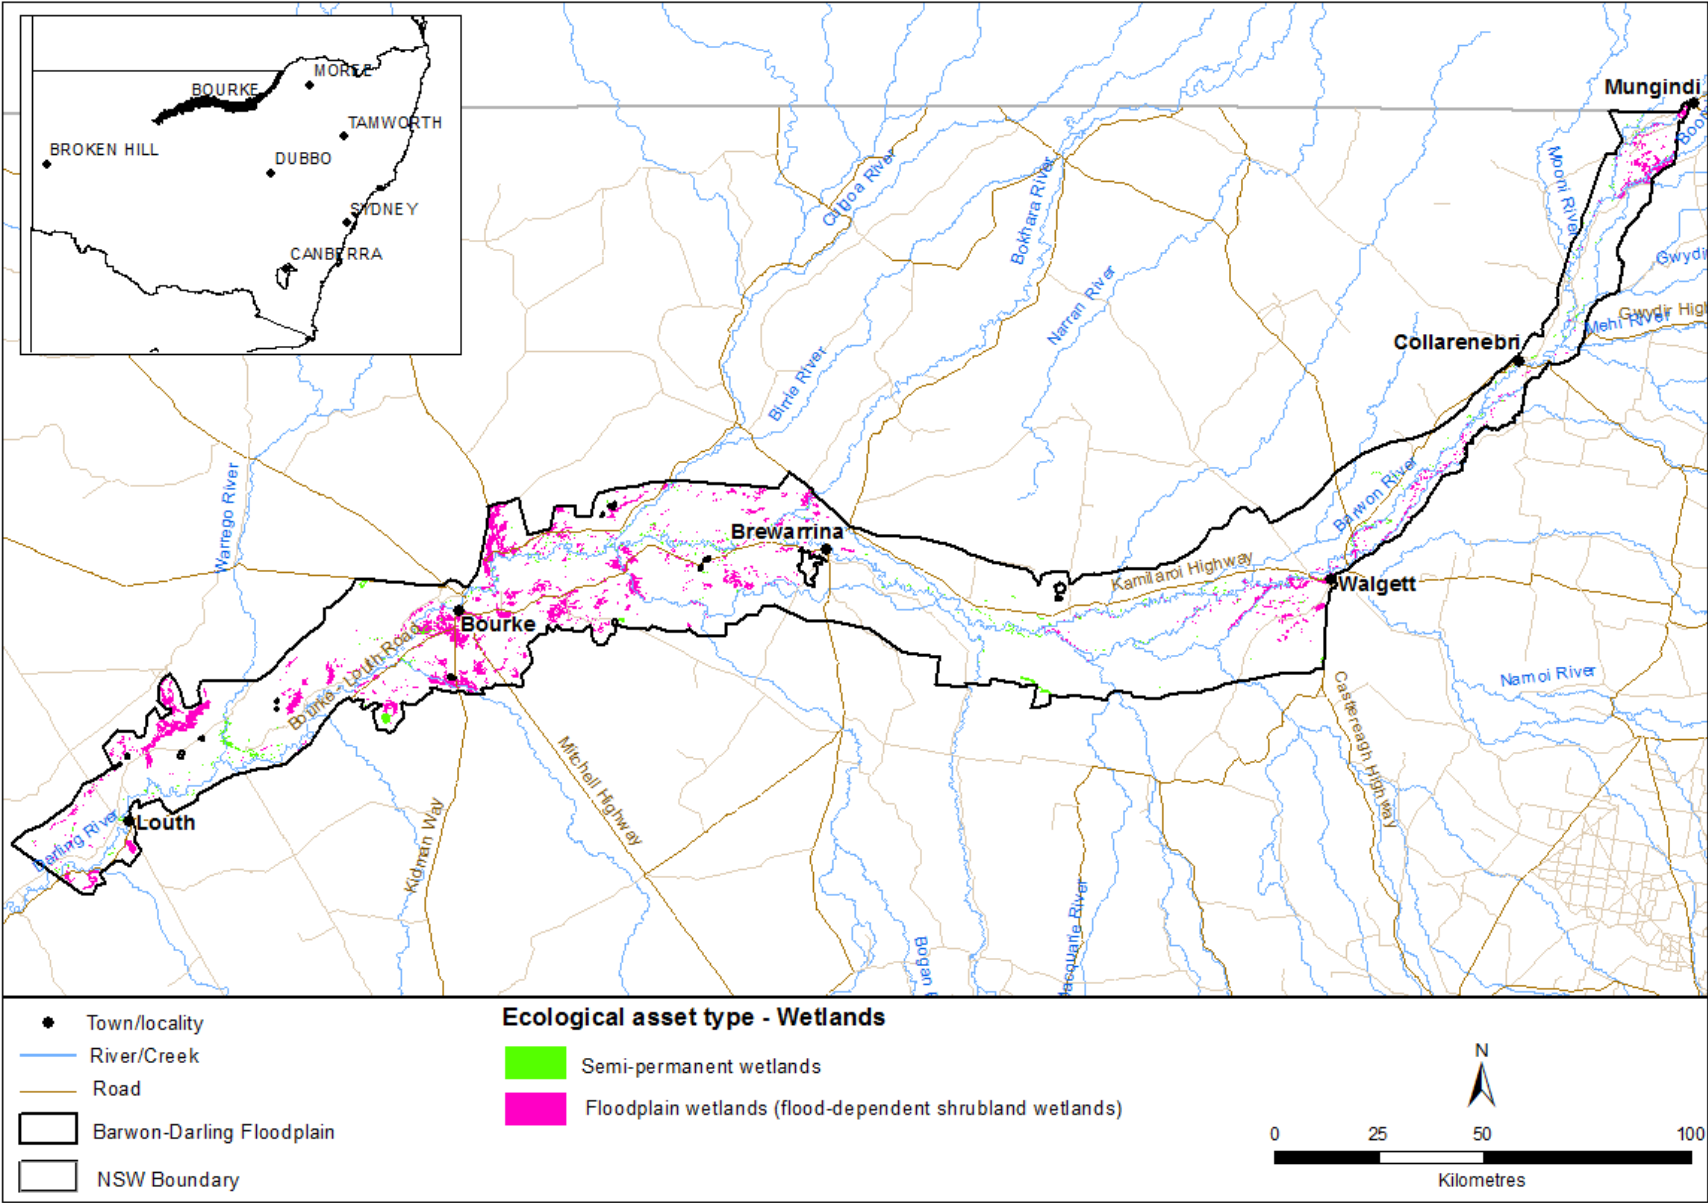 MOREE
BOURKE
TAMWORTH
BROKEN HILL
DUBBO
SYDNEY
CANBERRA
Mungindi
Mooni River
Culgoa River
Bokhara River
Narran River
Gwydi
Gwydir High
Mehi River
Collarenebri
Birrie River
Warrego River
Barwon River
Brewarrina
Kamilaroi Highway
Walgett
Bourke
Bourke - Louth Road
Namoi River
Castlereagh Highway
Mitchell Highway
Kidman Way
Louth
Darling River
Bogan
Macquarie River
Town/locality
River/Creek
Road
Barwon-Darling Floodplain
NSW Boundary
Ecological asset type - Wetlands
Semi-permanent wetlands
Floodplain wetlands (flood-dependent shrubland wetlands)
N
0 25 50 100
Kilometres